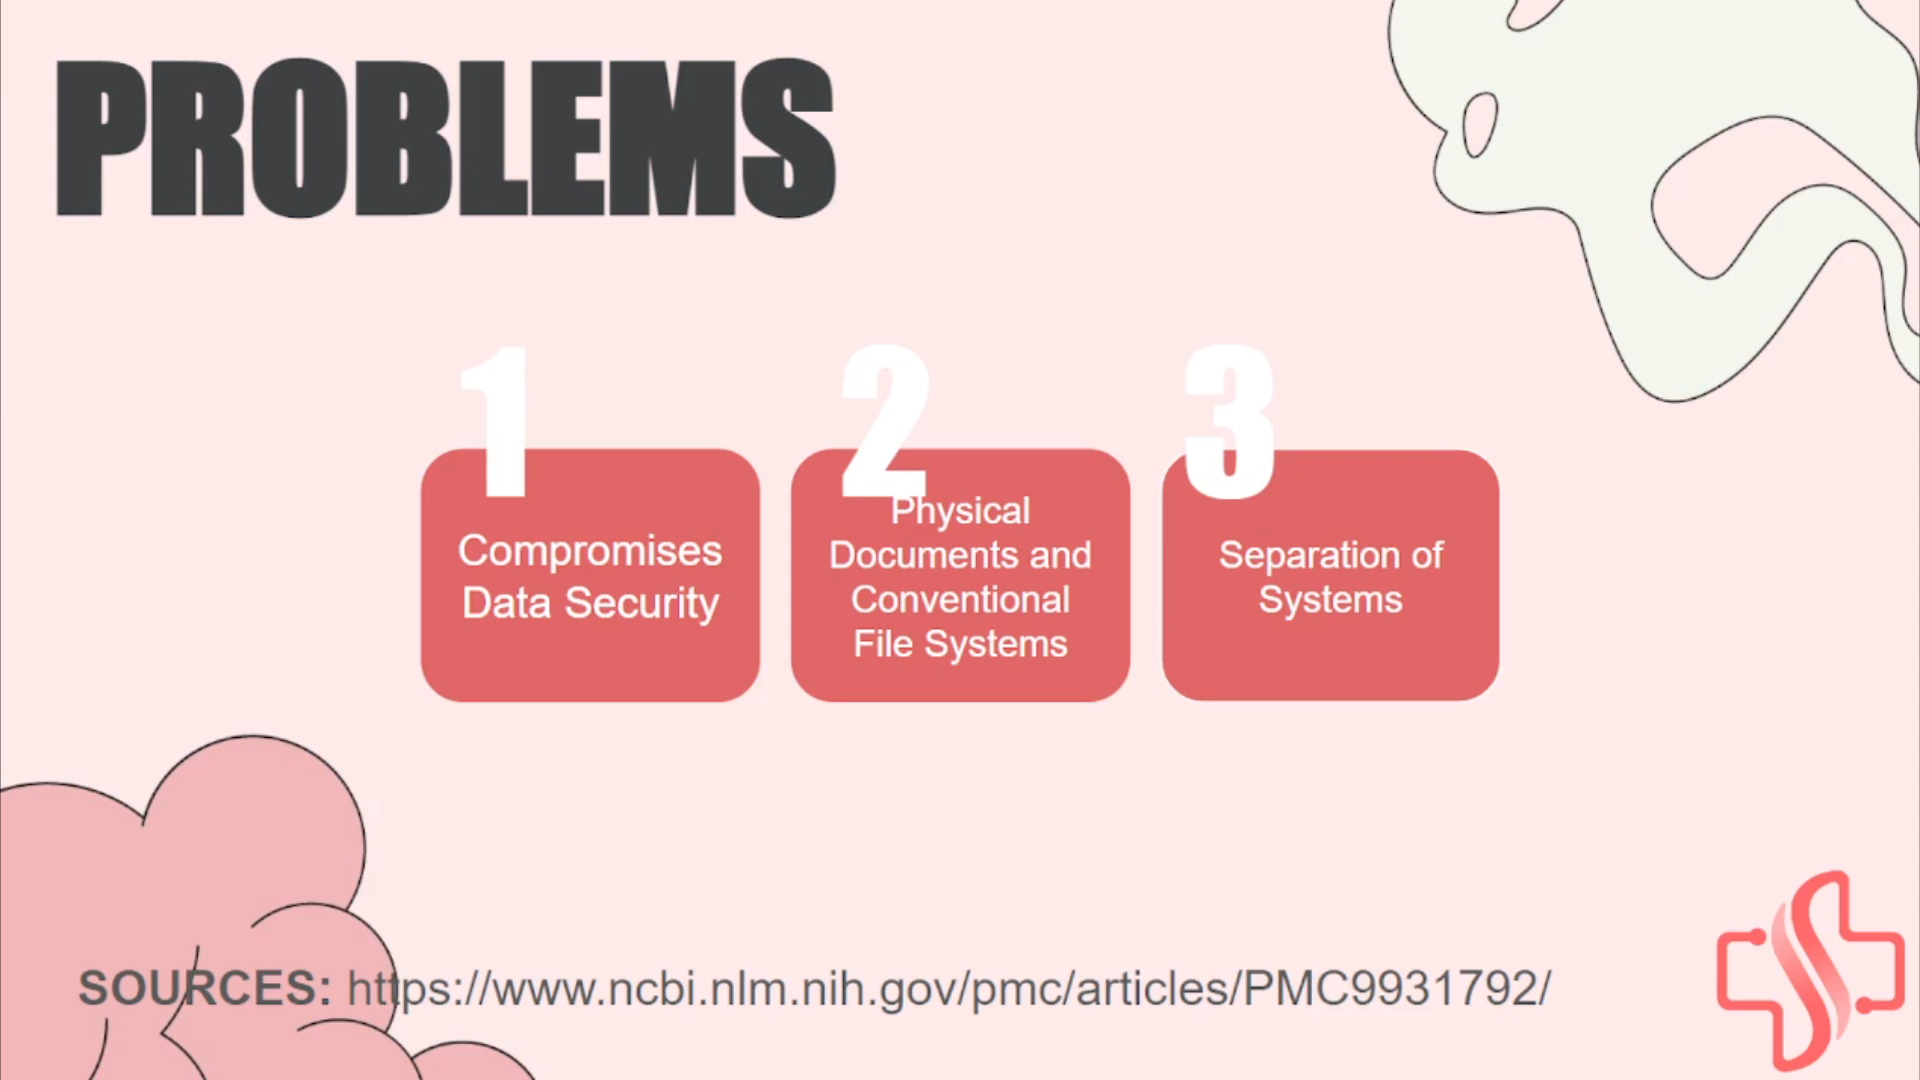 PROBLEMS
1
Compromises
Data Security
2
Physical
Documents and
Conventional
File Systems
3
Separation of
Systems
SOURCES: https://www.ncbi.nlm.nih.gov/pmc/articles/PMC9931792/